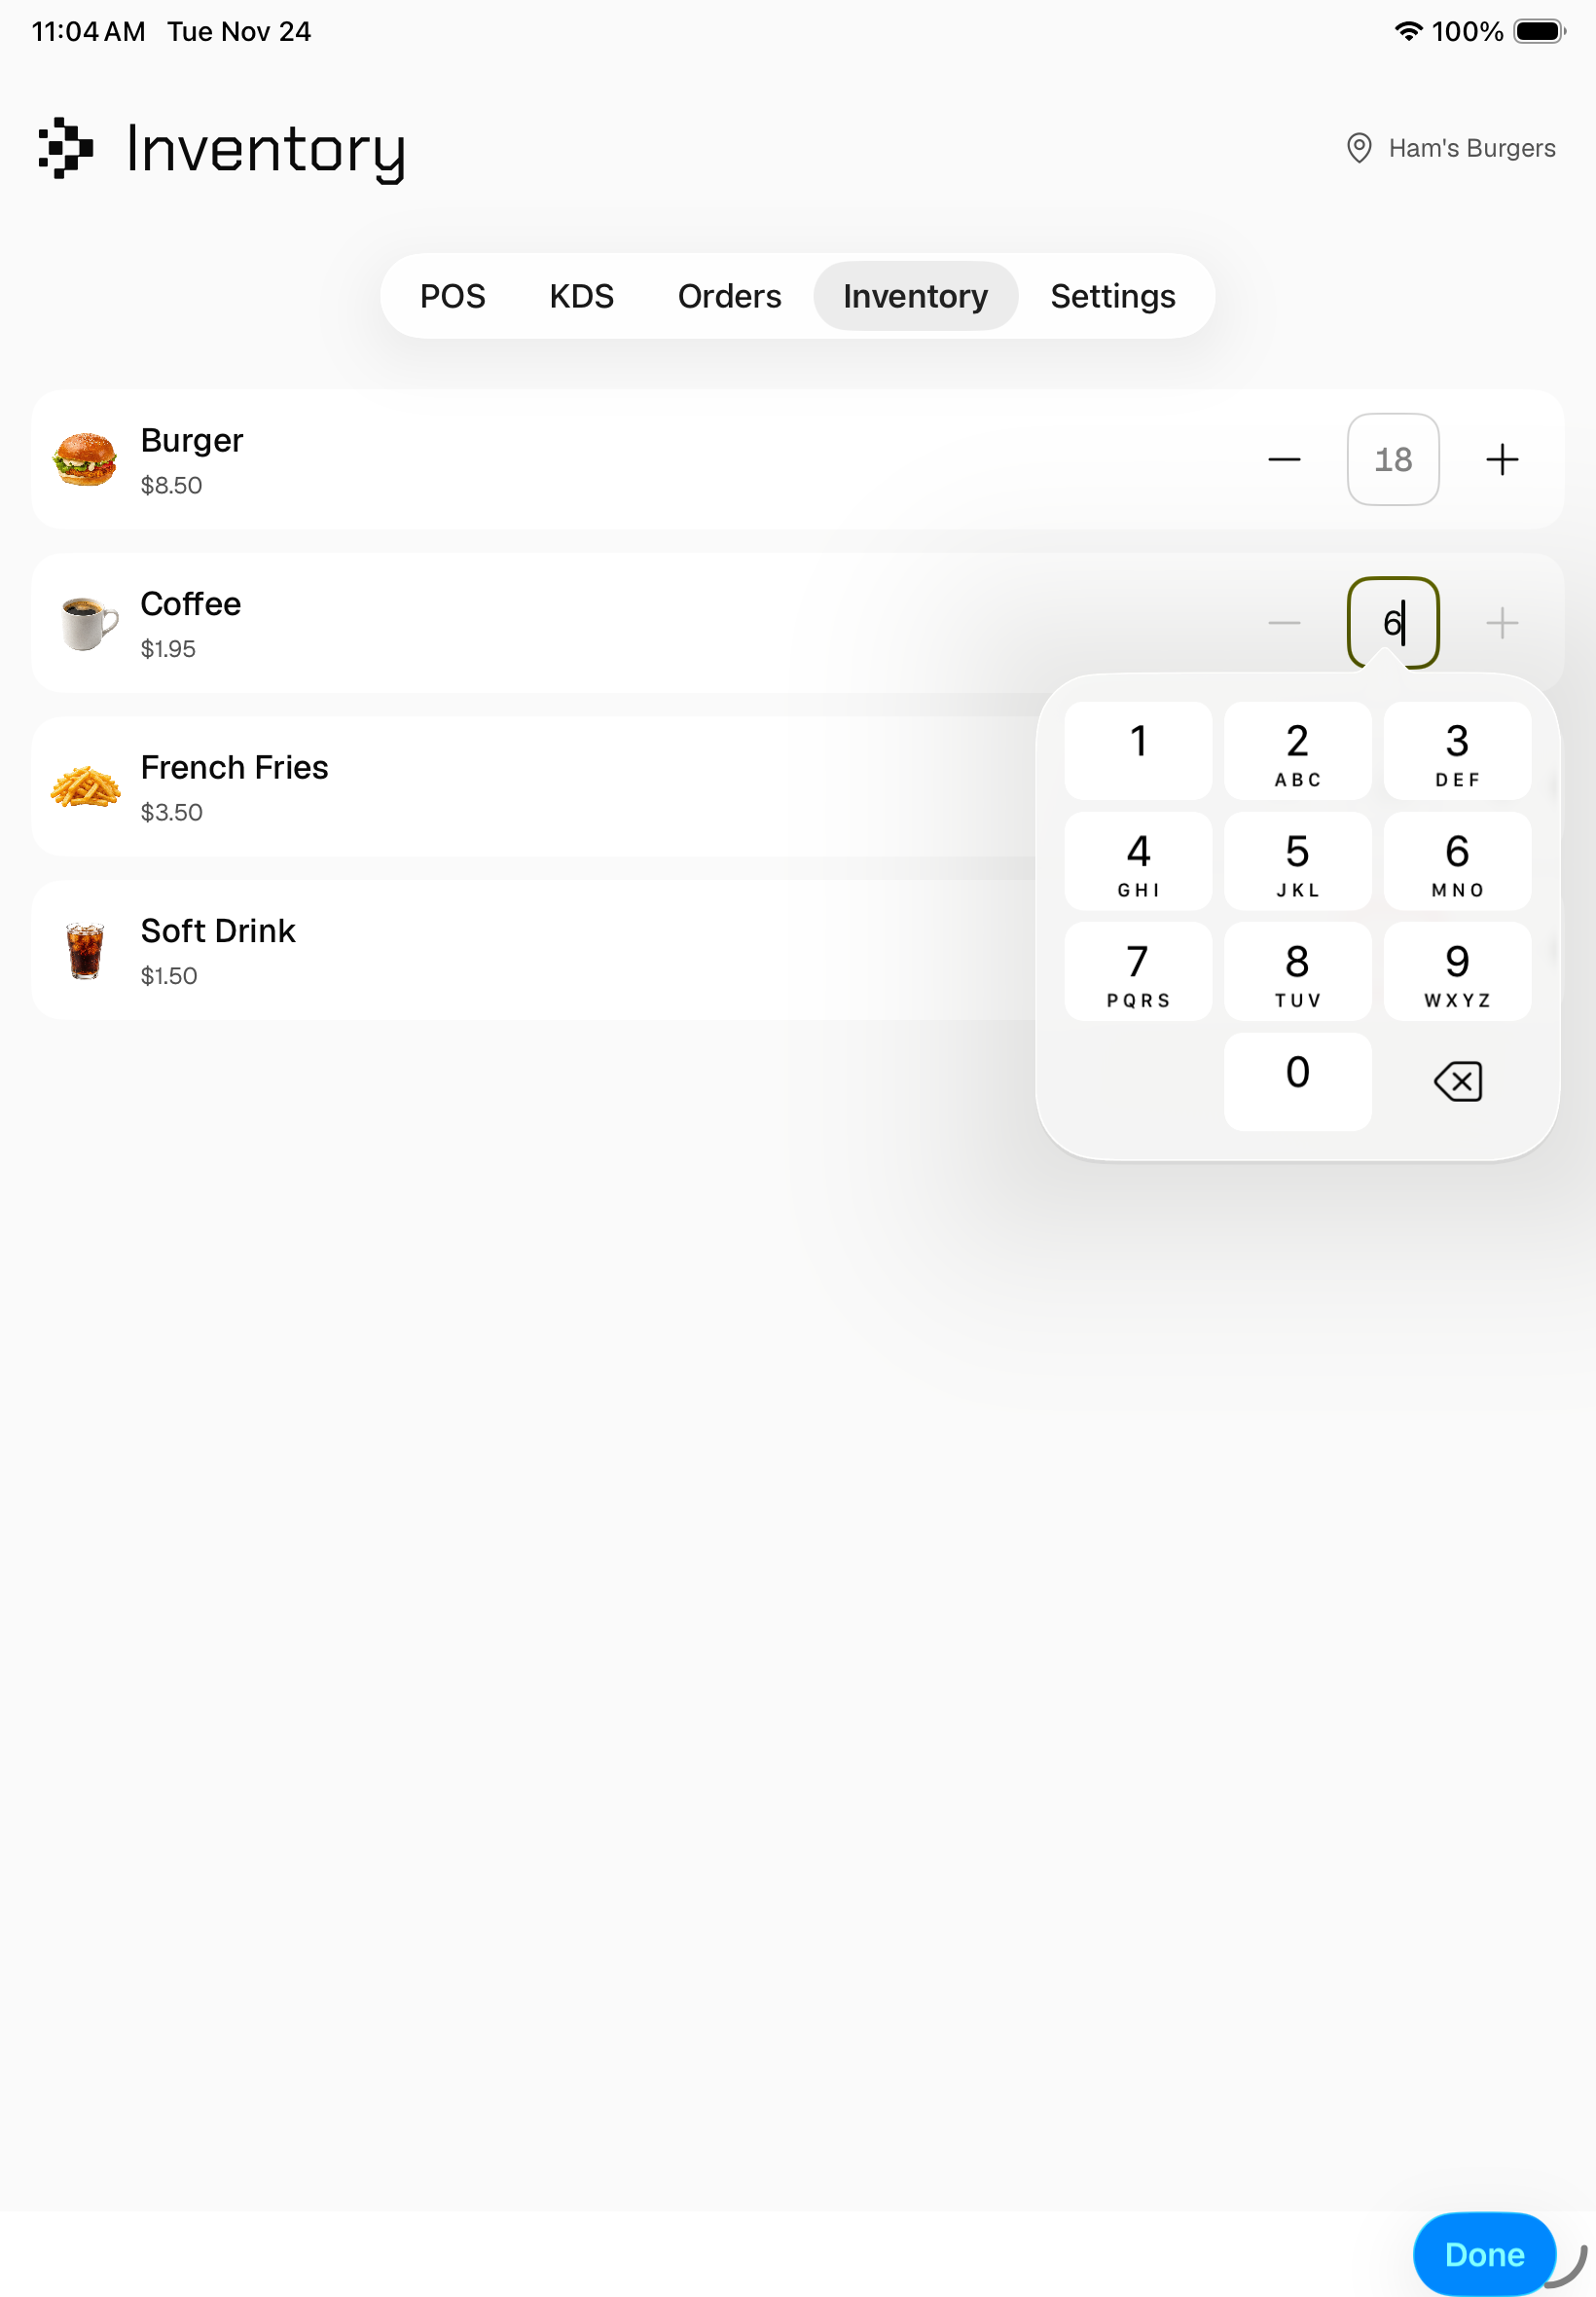 11:04 AM Tue Nov 24 100%
Inventory
Ham's Burgers
POS KDS Orders Inventory Settings
Burger
$8.50
18
Coffee
$1.95
6
French Fries
$3.50
Soft Drink
$1.50
1 2 3
ABC DEF
4 5 6
GHI JKL MNO
7 8 9
PQRS TUV WXYZ
0
Done